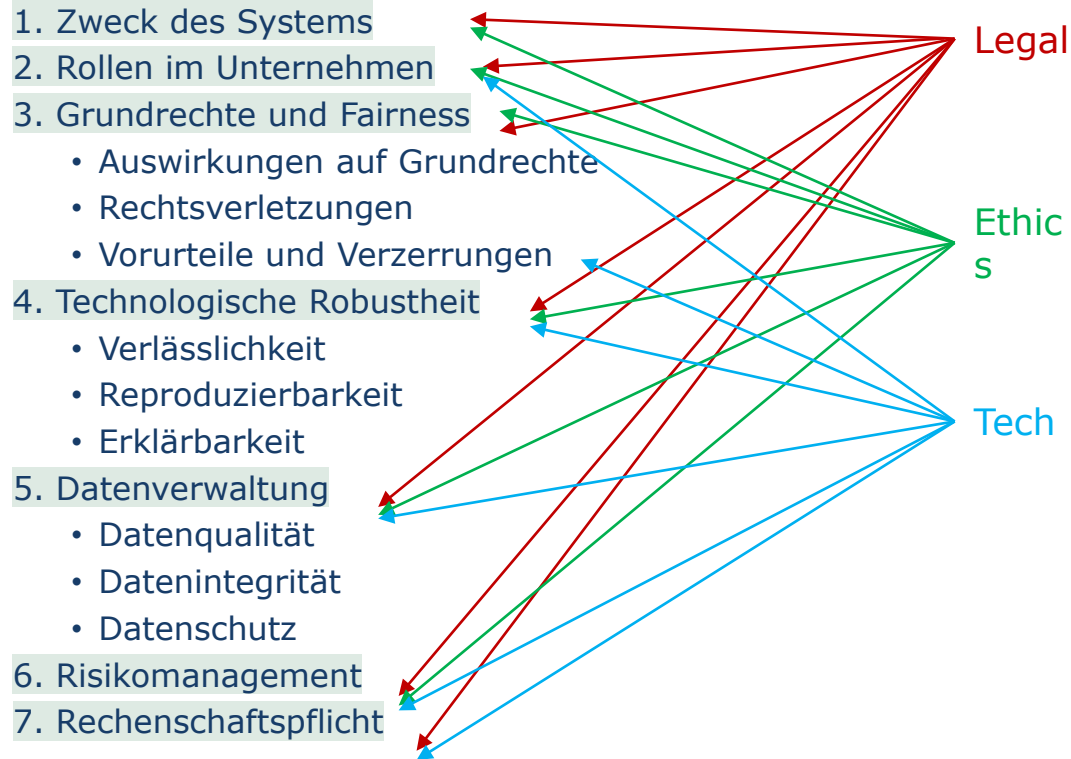 1. Zweck des Systems
2. Rollen im Unternehmen
3. Grundrechte und Fairness
• Auswirkungen auf Grundrechte
• Rechtsverletzungen
• Vorurteile und Verzerrungen
4. Technologische Robustheit
• Verlässlichkeit
• Reproduzierbarkeit
• Erklärbarkeit
5. Datenverwaltung
• Datenqualität
• Datenintegrität
• Datenschutz
6. Risikomanagement
7. Rechenschaftspflicht
Legal
Ethic
s
Tech